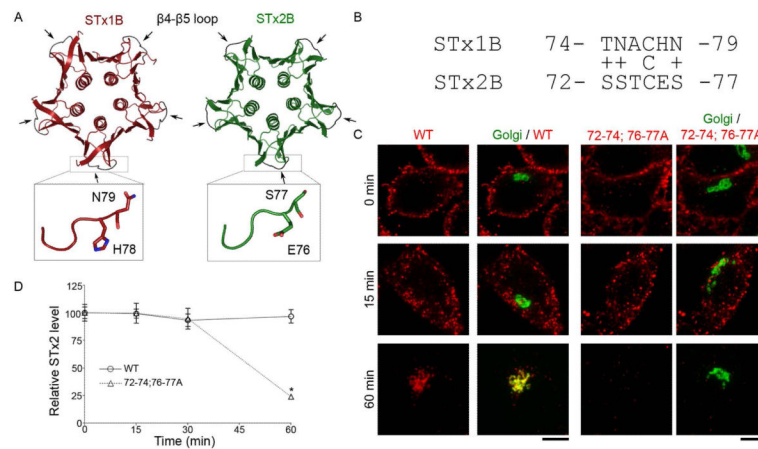 A
STx1B β4-β5 loop STx2B
N79
H78
S77
E76
B
STx1B 74- TNACHN -79
++ C +
STx2B 72- SSTCES -77
C
WT
Golgi / WT
72-74; 76-77A
Golgi /
72-74; 76-77A
0 min
15 min
60 min
D
Relative STx2 level
125
100
75
50
25
0
WT
72-74;76-77A
*
0 15 30 45 60
Time (min)